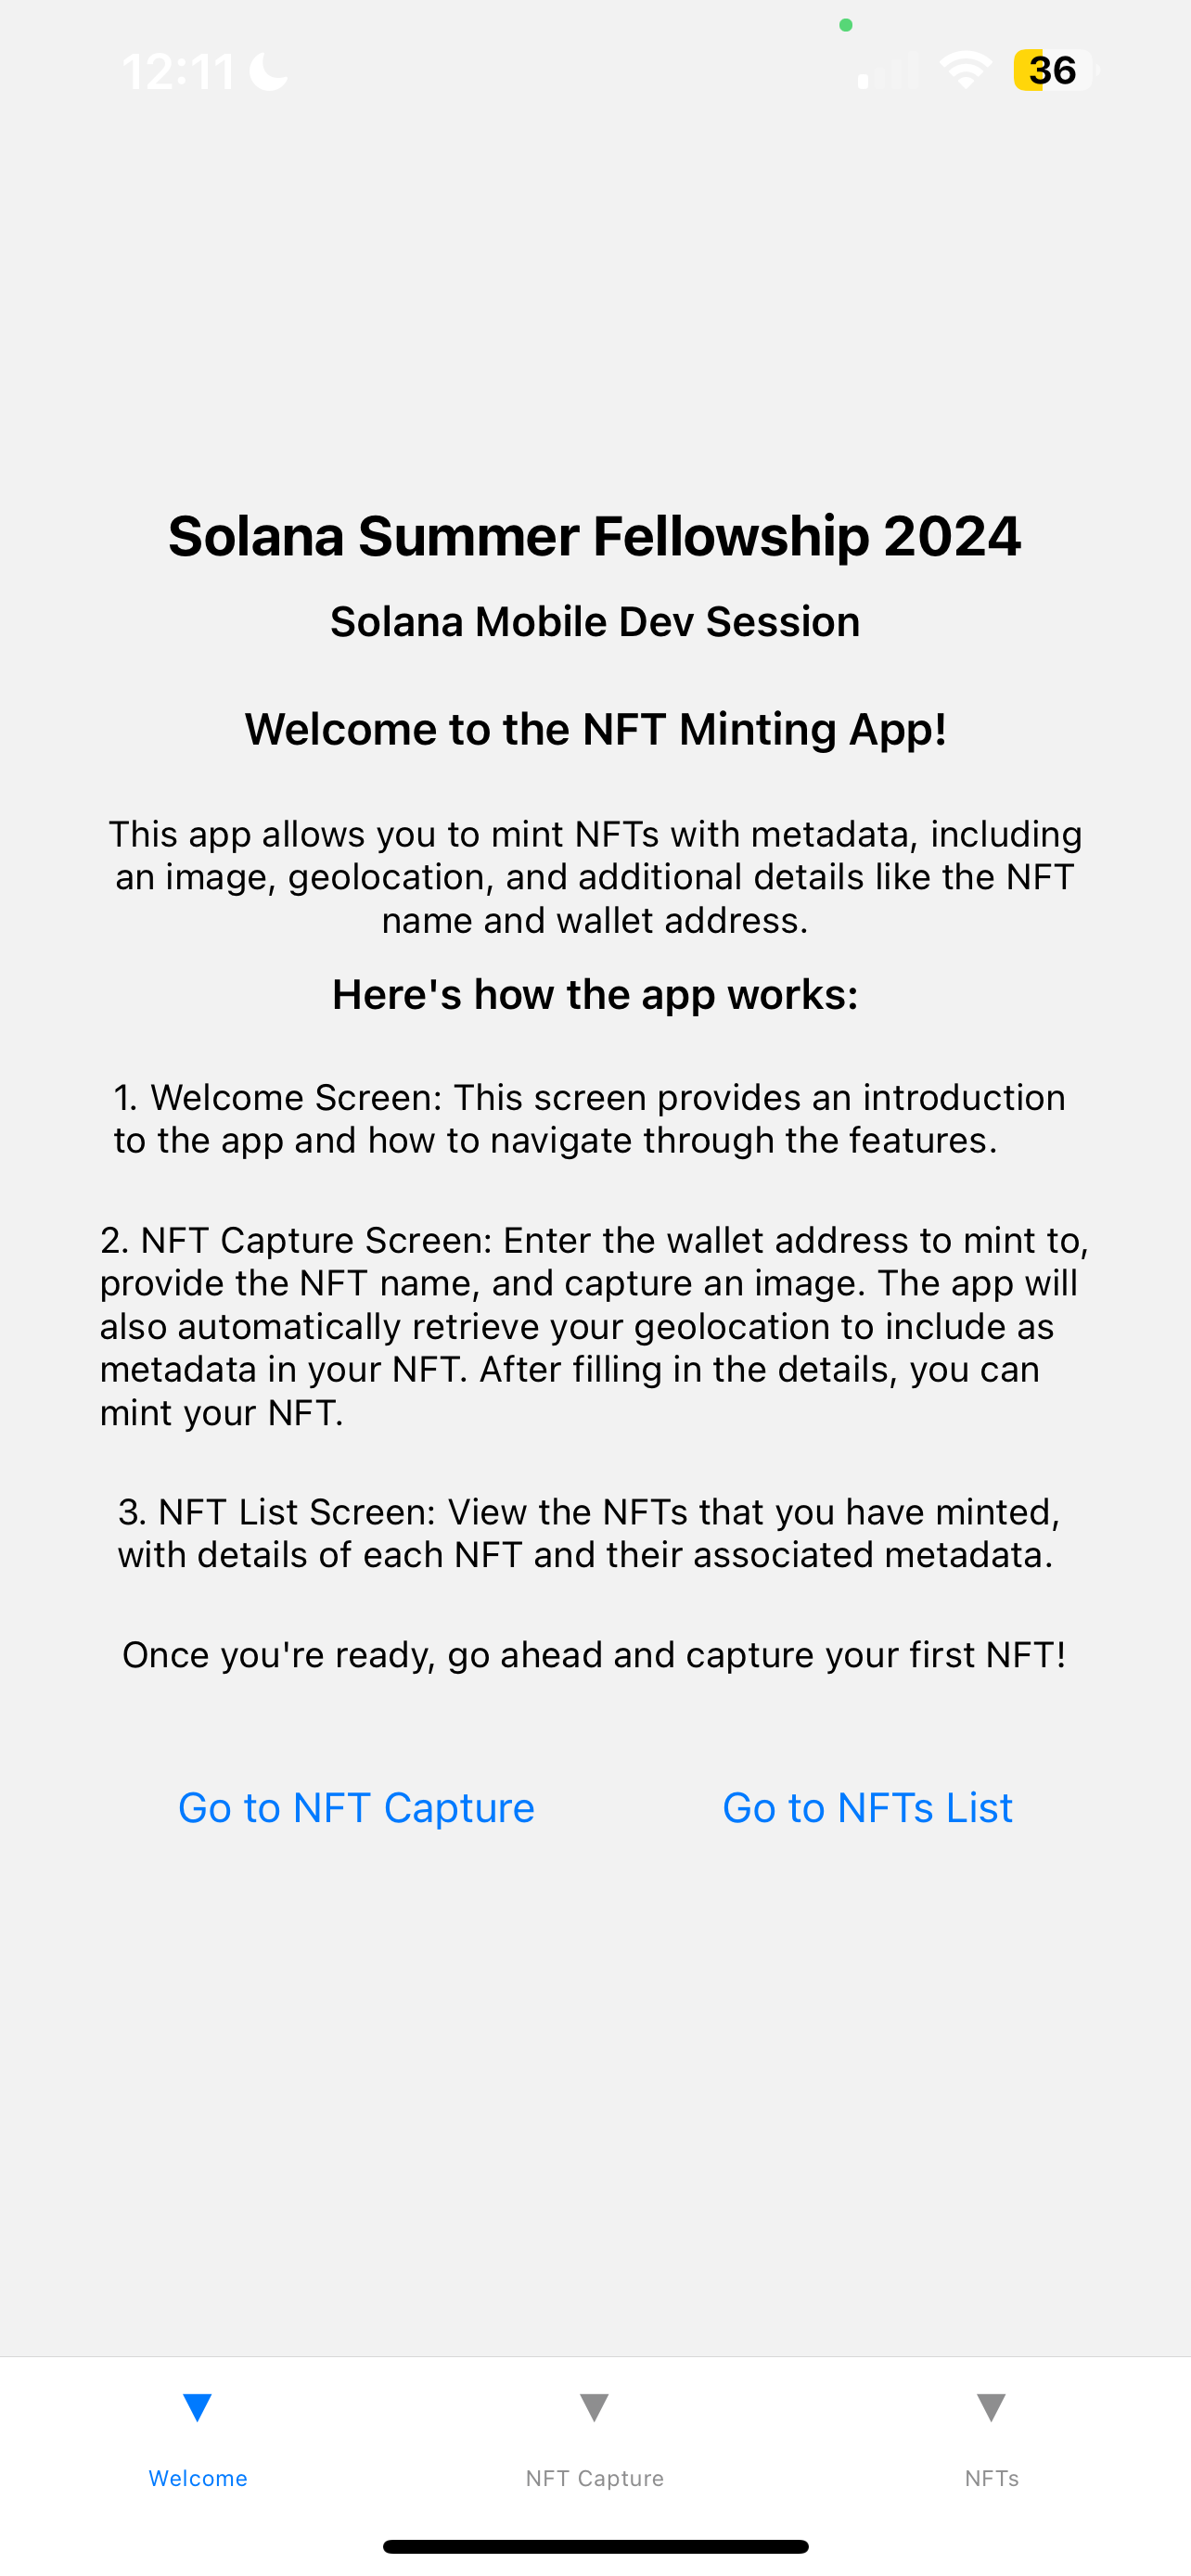 12:11
36
Solana Summer Fellowship 2024
Solana Mobile Dev Session
Welcome to the NFT Minting App!
This app allows you to mint NFTs with metadata, including
an image, geolocation, and additional details like the NFT
name and wallet address.
Here's how the app works:
1. Welcome Screen: This screen provides an introduction
to the app and how to navigate through the features.
2. NFT Capture Screen: Enter the wallet address to mint to,
provide the NFT name, and capture an image. The app will
also automatically retrieve your geolocation to include as
metadata in your NFT. After filling in the details, you can
mint your NFT.
3. NFT List Screen: View the NFTs that you have minted,
with details of each NFT and their associated metadata.
Once you're ready, go ahead and capture your first NFT!
Go to NFT Capture
Go to NFTs List
Welcome
NFT Capture
NFTs